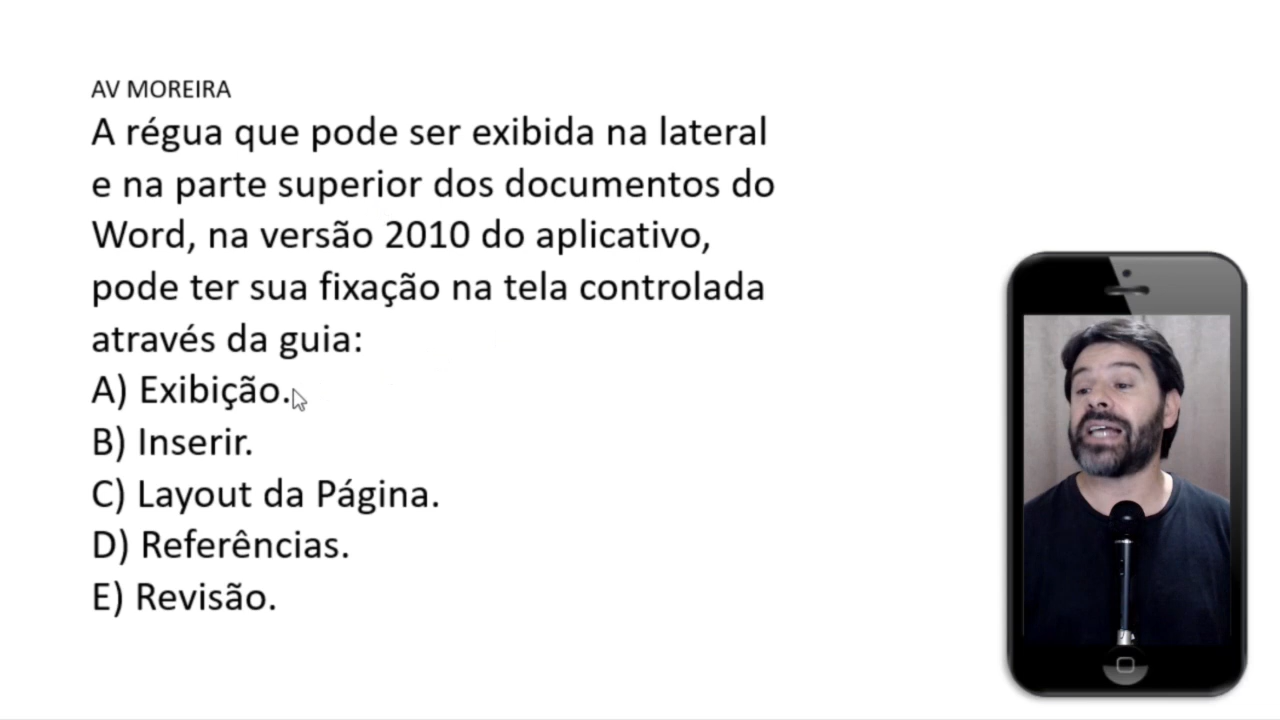 AV MOREIRA
A régua que pode ser exibida na lateral
e na parte superior dos documentos do
Word, na versão 2010 do aplicativo,
pode ter sua fixação na tela controlada
através da guia:
A) Exibição.
B) Inserir.
C) Layout da Página.
D) Referências.
E) Revisão.